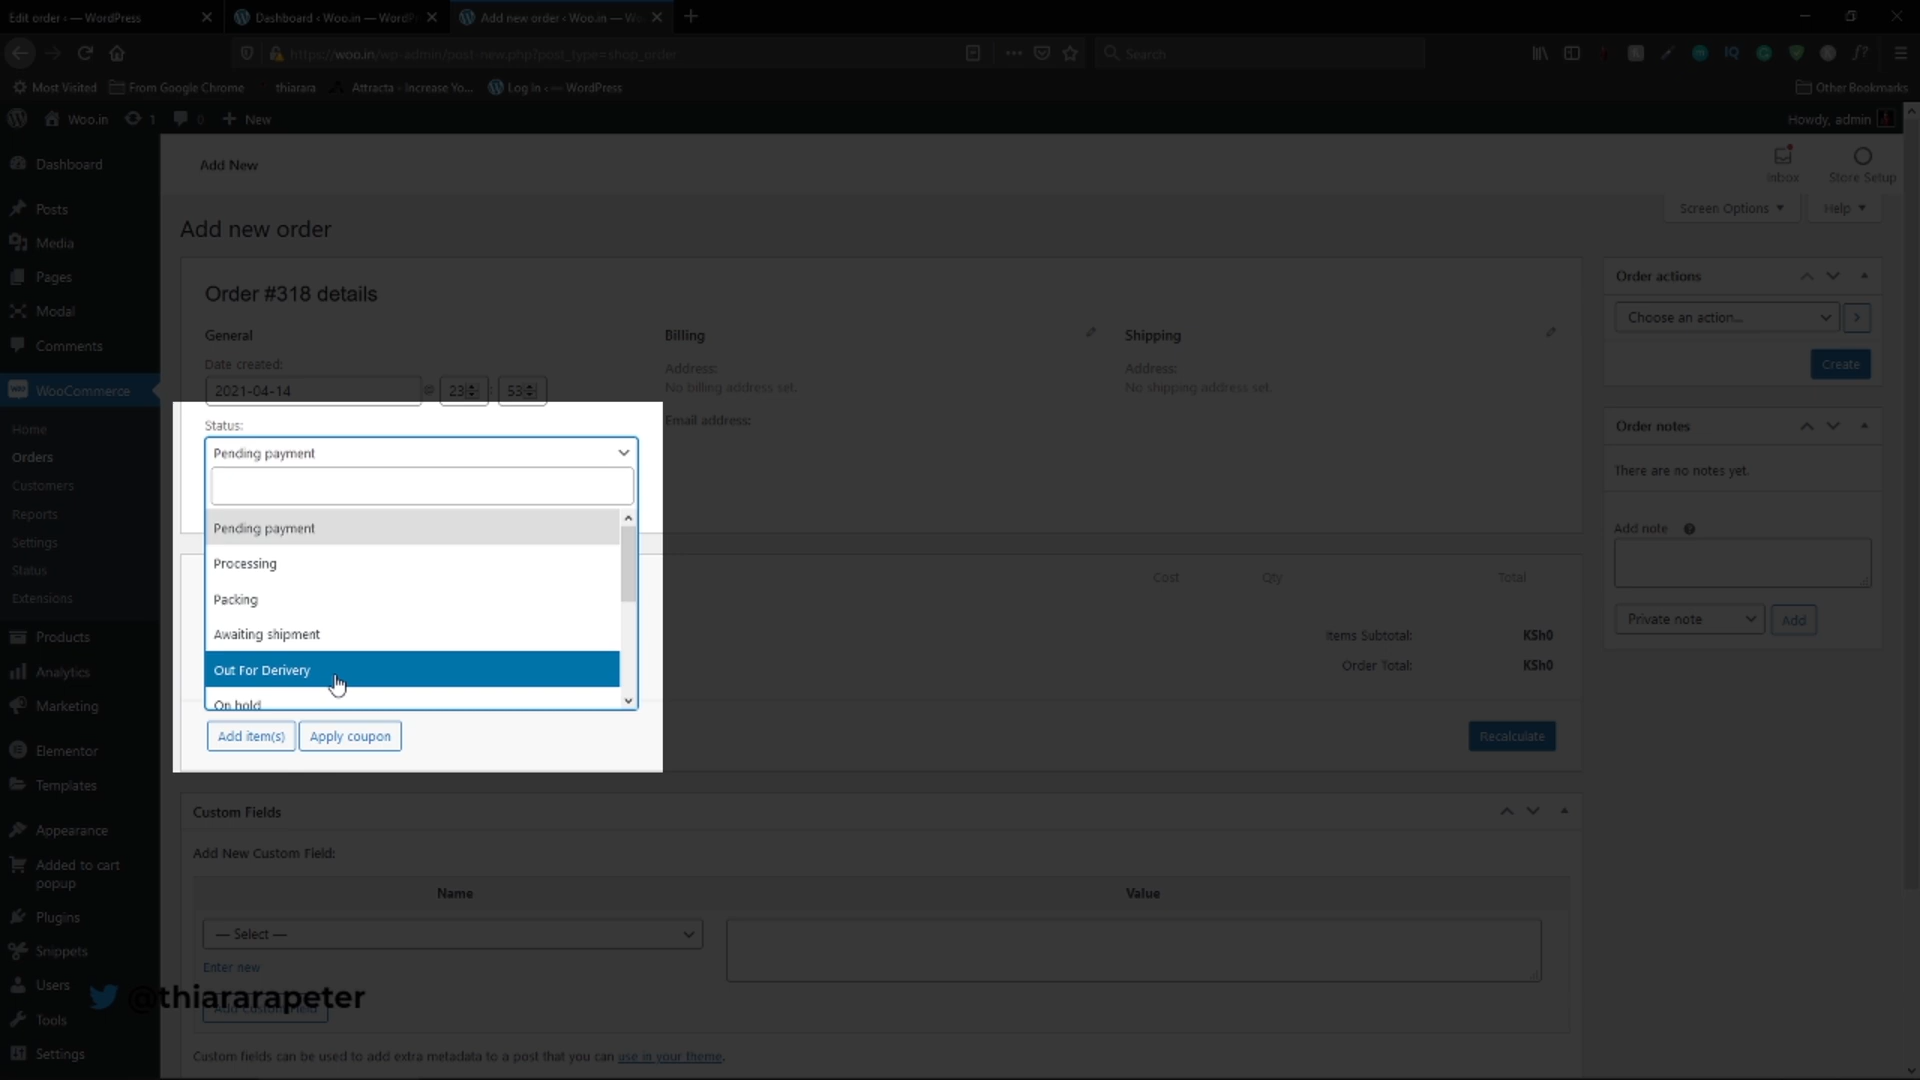 Edit order ‹ — WordPress
Dashboard ‹ Woo.in — WordP
Add new order ‹ Woo.in — Wo
https://woo.in/wp-admin/post-new.php?post_type=shop_order
Search
Most Visited
From Google Chrome
thiarara
Attracta - Increase Yo...
Log In ‹ — WordPress
Other Bookmarks
Woo.in
1
0
New
Howdy, admin
Dashboard
Posts
Media
Pages
Modal
Comments
WooCommerce
Home
Orders
Customers
Reports
Settings
Status
Extensions
Products
Analytics
Marketing
Elementor
Templates
Appearance
Added to cart
popup
Plugins
Snippets
Users
Tools
Settings
Add New
Inbox
Store Setup
Screen Options
Help
Add new order
Order #318 details
General
Date created:
2021-04-14
@
23
:
53
Status:
Pending payment
Pending payment
Processing
Packing
Awaiting shipment
Out For Derivery
On hold
Billing
Address:
No billing address set.
Email address:
Shipping
Address:
No shipping address set.
Cost
Qty
Total
Items Subtotal:
KSh0
Order Total:
KSh0
Add item(s)
Apply coupon
Recalculate
Custom Fields
Add New Custom Field:
Name
Value
— Select —
Enter new
Add Custom Field
@thiararapeter
Custom fields can be used to add extra metadata to a post that you can use in your theme.
Order actions
Choose an action...
Create
Order notes
There are no notes yet.
Add note
Private note
Add